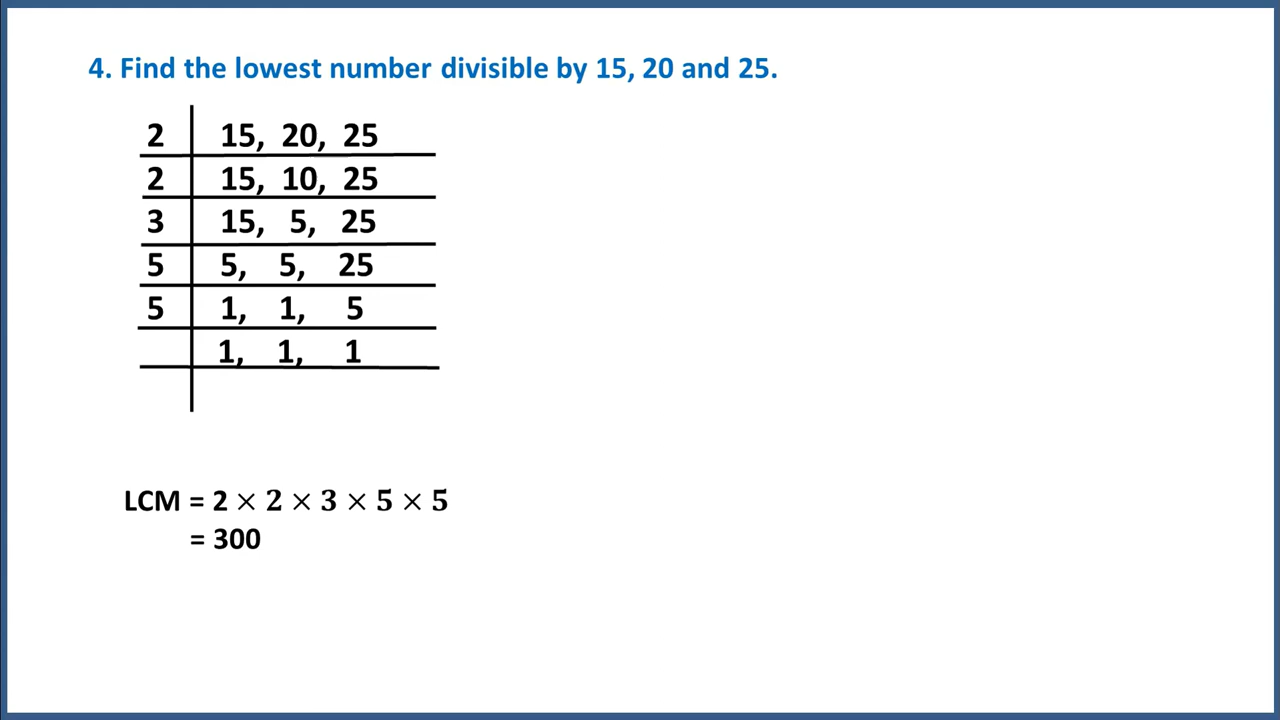 4. Find the lowest number divisible by 15, 20 and 25.
2 15, 20, 25
2 15, 10, 25
3 15, 5, 25
5 5, 5, 25
5 1, 1, 5
1, 1, 1
LCM = 2 × 2 × 3 × 5 × 5
= 300